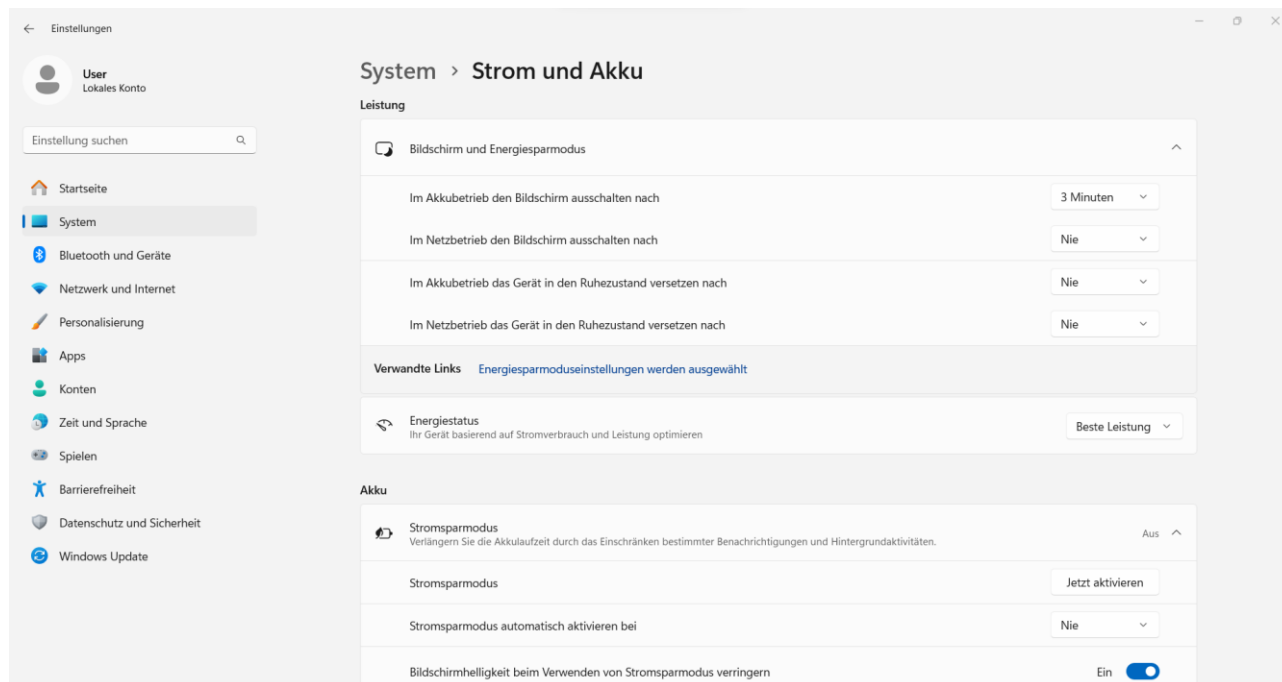 Einstellungen
User
Lokales Konto
Einstellung suchen
Startseite
System
Bluetooth und Geräte
Netzwerk und Internet
Personalisierung
Apps
Konten
Zeit und Sprache
Spielen
Barrierefreiheit
Datenschutz und Sicherheit
Windows Update
System > Strom und Akku
Leistung
Bildschirm und Energiesparmodus
Im Akkubetrieb den Bildschirm ausschalten nach 3 Minuten
Im Netzbetrieb den Bildschirm ausschalten nach Nie
Im Akkubetrieb das Gerät in den Ruhezustand versetzen nach Nie
Im Netzbetrieb das Gerät in den Ruhezustand versetzen nach Nie
Verwandte Links Energiesparmoduseinstellungen werden ausgewählt
Energiestatus
Ihr Gerät basierend auf Stromverbrauch und Leistung optimieren
Beste Leistung
Akku
Stromsparmodus
Verlängern Sie die Akkulaufzeit durch das Einschränken bestimmter Benachrichtigungen und Hintergrundaktivitäten.
Aus
Stromsparmodus Jetzt aktivieren
Stromsparmodus automatisch aktivieren bei Nie
Bildschirmhelligkeit beim Verwenden von Stromsparmodus verringern Ein